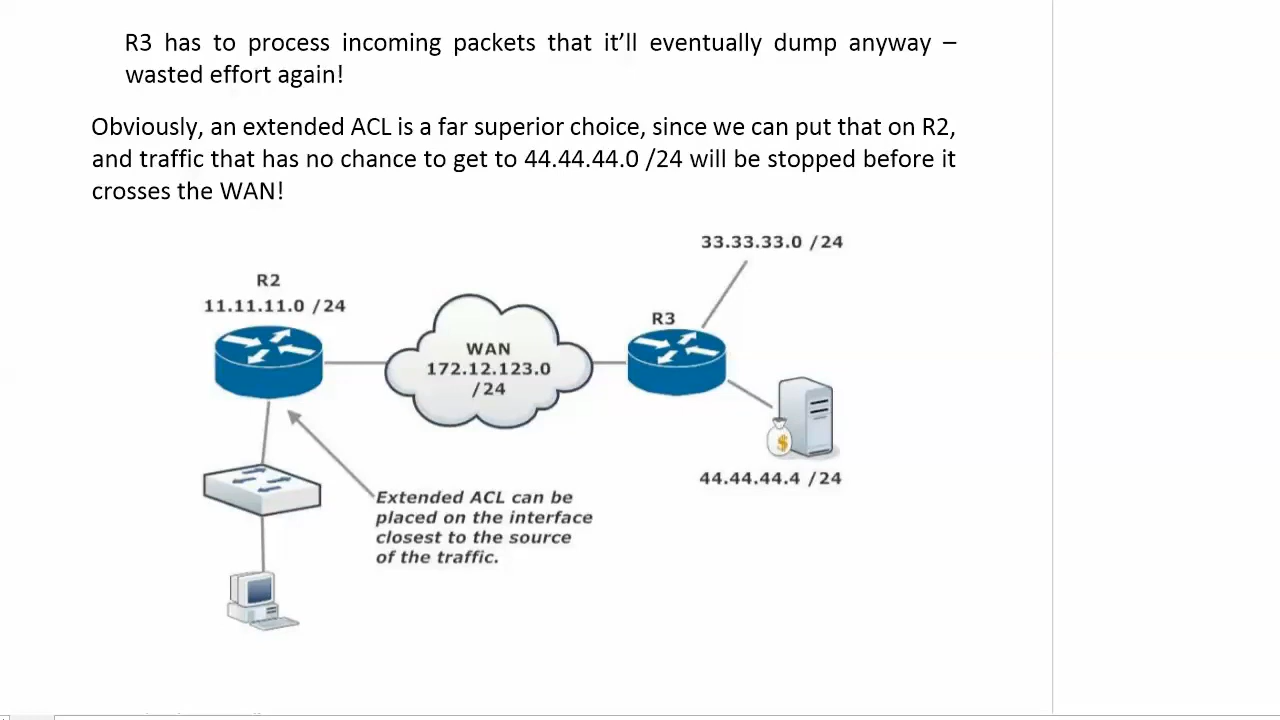 R3 has to process incoming packets that it’ll eventually dump anyway –
wasted effort again!
Obviously, an extended ACL is a far superior choice, since we can put that on R2,
and traffic that has no chance to get to 44.44.44.0 /24 will be stopped before it
crosses the WAN!
33.33.33.0 /24
R2
11.11.11.0 /24
R3
WAN
172.12.123.0
/24
$
44.44.44.4 /24
Extended ACL can be
placed on the interface
closest to the source
of the traffic.